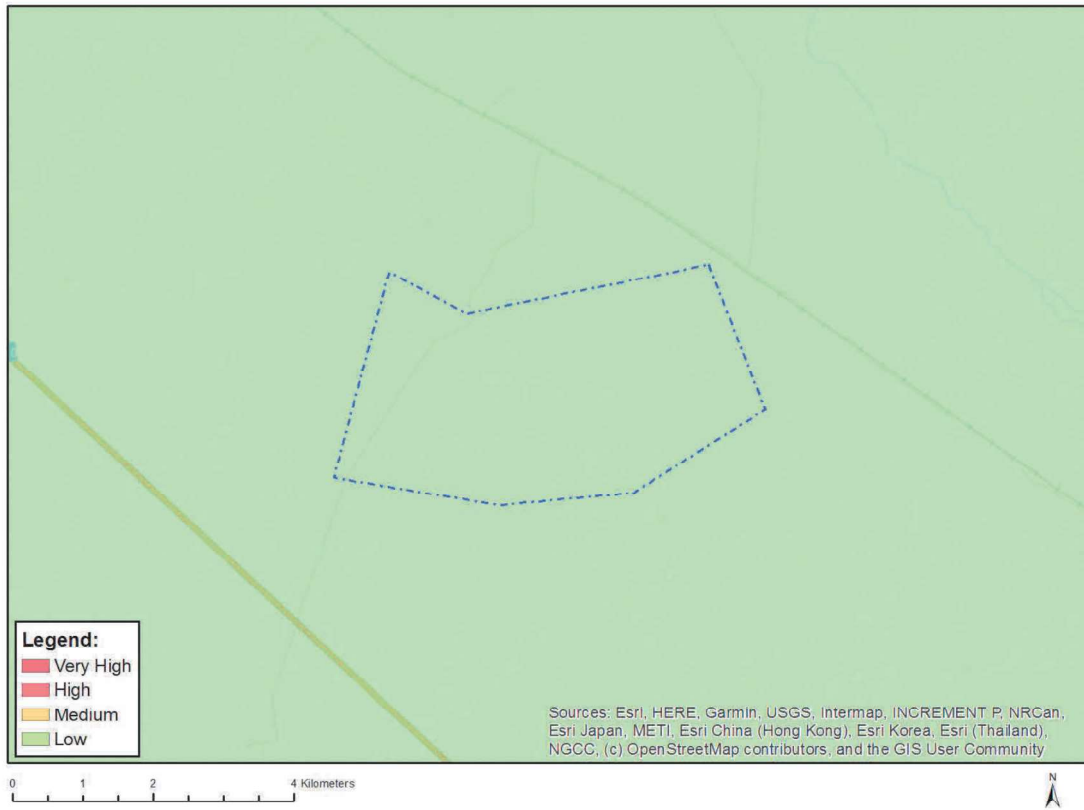 Legend:
Very High
High
Medium
Low
Sources: Esri, HERE, Garmin, USGS, Intermap, INCREMENT P, NRCan,
Esri Japan, METI, Esri China (Hong Kong), Esri Korea, Esri (Thailand),
NGCC, (c) OpenStreetMap contributors, and the GIS User Community
0 1 2 4 Kilometers
N